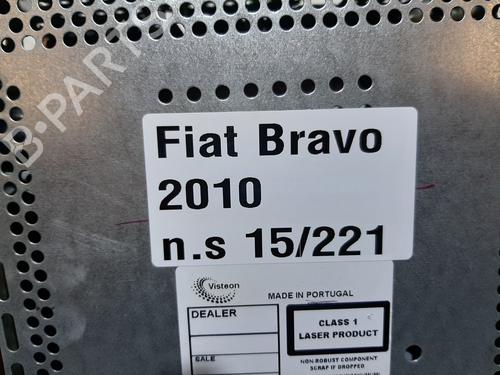 B-PARTS
Fiat Bravo
2010
n.s 15/221
Visteon
MADE IN PORTUGAL
DEALER
CLASS 1
LASER PRODUCT
SALE
NON-ROBUST COMPONENT
SCRAP IF DROPPED